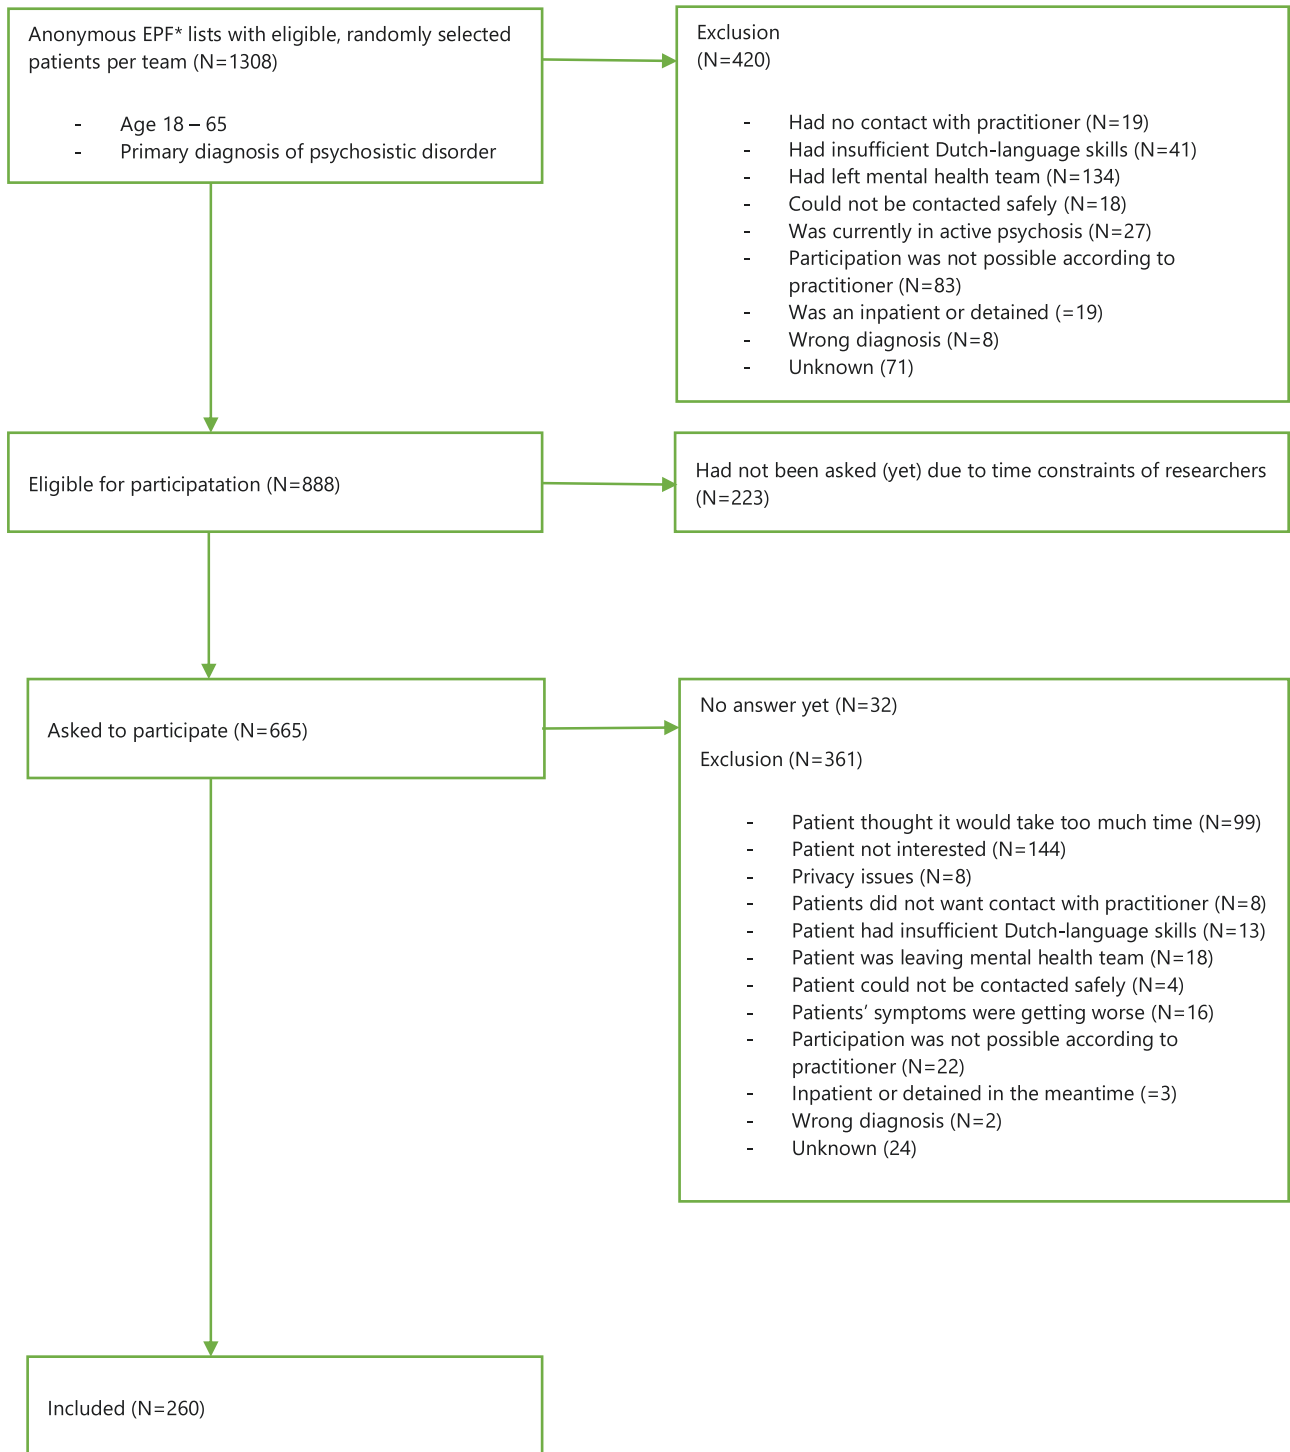 Anonymous EPF* lists with eligible, randomly selected
patients per team (N=1308)
- Age 18 – 65
- Primary diagnosis of psychosistic disorder
Exclusion
(N=420)
- Had no contact with practitioner (N=19)
- Had insufficient Dutch-language skills (N=41)
- Had left mental health team (N=134)
- Could not be contacted safely (N=18)
- Was currently in active psychosis (N=27)
- Participation was not possible according to
practitioner (N=83)
- Was an inpatient or detained (=19)
- Wrong diagnosis (N=8)
- Unknown (71)
Eligible for participatation (N=888)
Had not been asked (yet) due to time constraints of researchers
(N=223)
Asked to participate (N=665)
No answer yet (N=32)
Exclusion (N=361)
- Patient thought it would take too much time (N=99)
- Patient not interested (N=144)
- Privacy issues (N=8)
- Patients did not want contact with practitioner (N=8)
- Patient had insufficient Dutch-language skills (N=13)
- Patient was leaving mental health team (N=18)
- Patient could not be contacted safely (N=4)
- Patients’ symptoms were getting worse (N=16)
- Participation was not possible according to
practitioner (N=22)
- Inpatient or detained in the meantime (=3)
- Wrong diagnosis (N=2)
- Unknown (24)
Included (N=260)